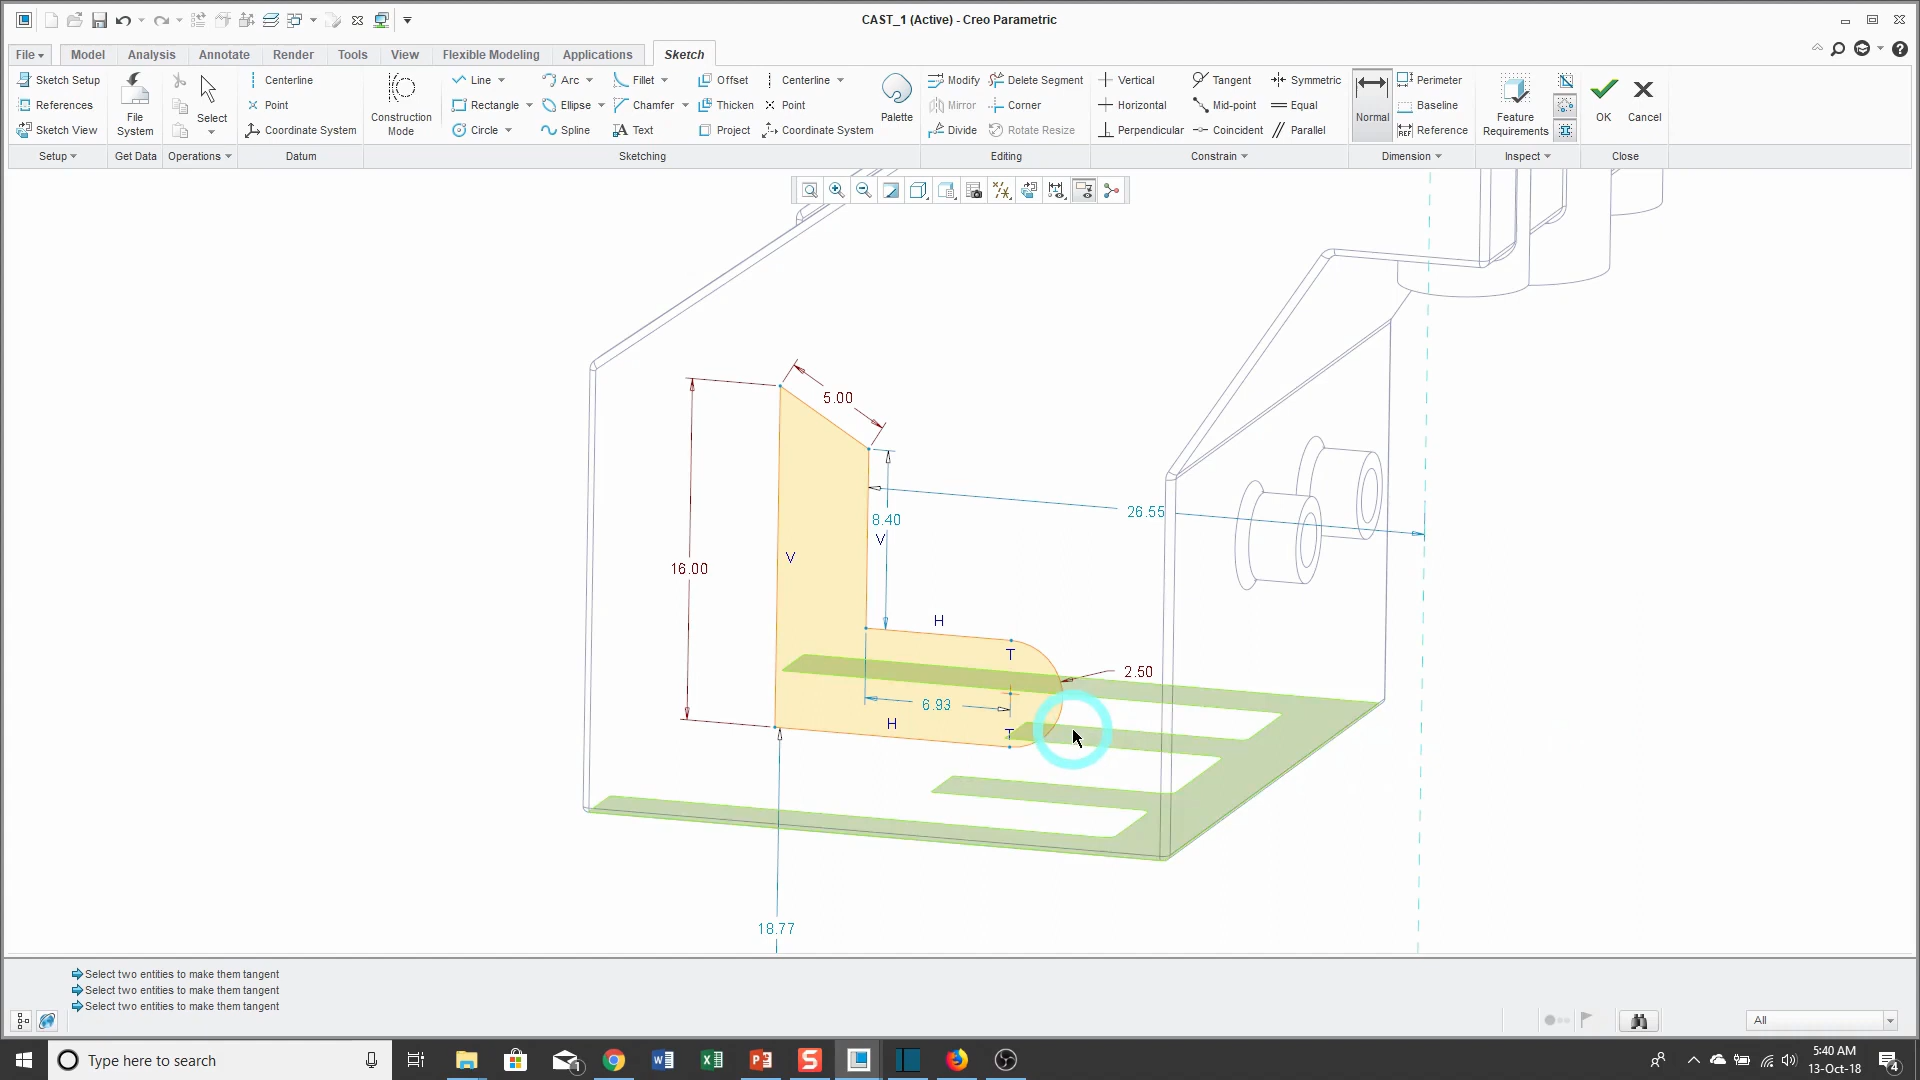 CAST_1 (Active) - Creo Parametric
File Model Analysis Annotate Render Tools View Flexible Modeling Applications Sketch
Sketch Setup
References
Sketch View
Setup
File System
Get Data
Select
Operations
Centerline
Point
Coordinate System
Datum
Construction Mode
Line Arc Fillet Offset Centerline
Rectangle Ellipse Chamfer Thicken Point
Circle Spline Text Project Coordinate System
Palette
Sketching
Modify Delete Segment
Mirror Corner
Divide Rotate Resize
Editing
Vertical Tangent Symmetric
Horizontal Mid-point Equal
Perpendicular Coincident Parallel
Constrain
Normal
Perimeter
Baseline
Reference
Dimension
Feature Requirements
Inspect
OK
Cancel
Close
5.00
26.55
8.40
V
V
16.00
H
T
2.50
6.93
H
T
18.77
Select two entities to make them tangent
Select two entities to make them tangent
Select two entities to make them tangent
All
Type here to search
5:40 AM
13-Oct-18